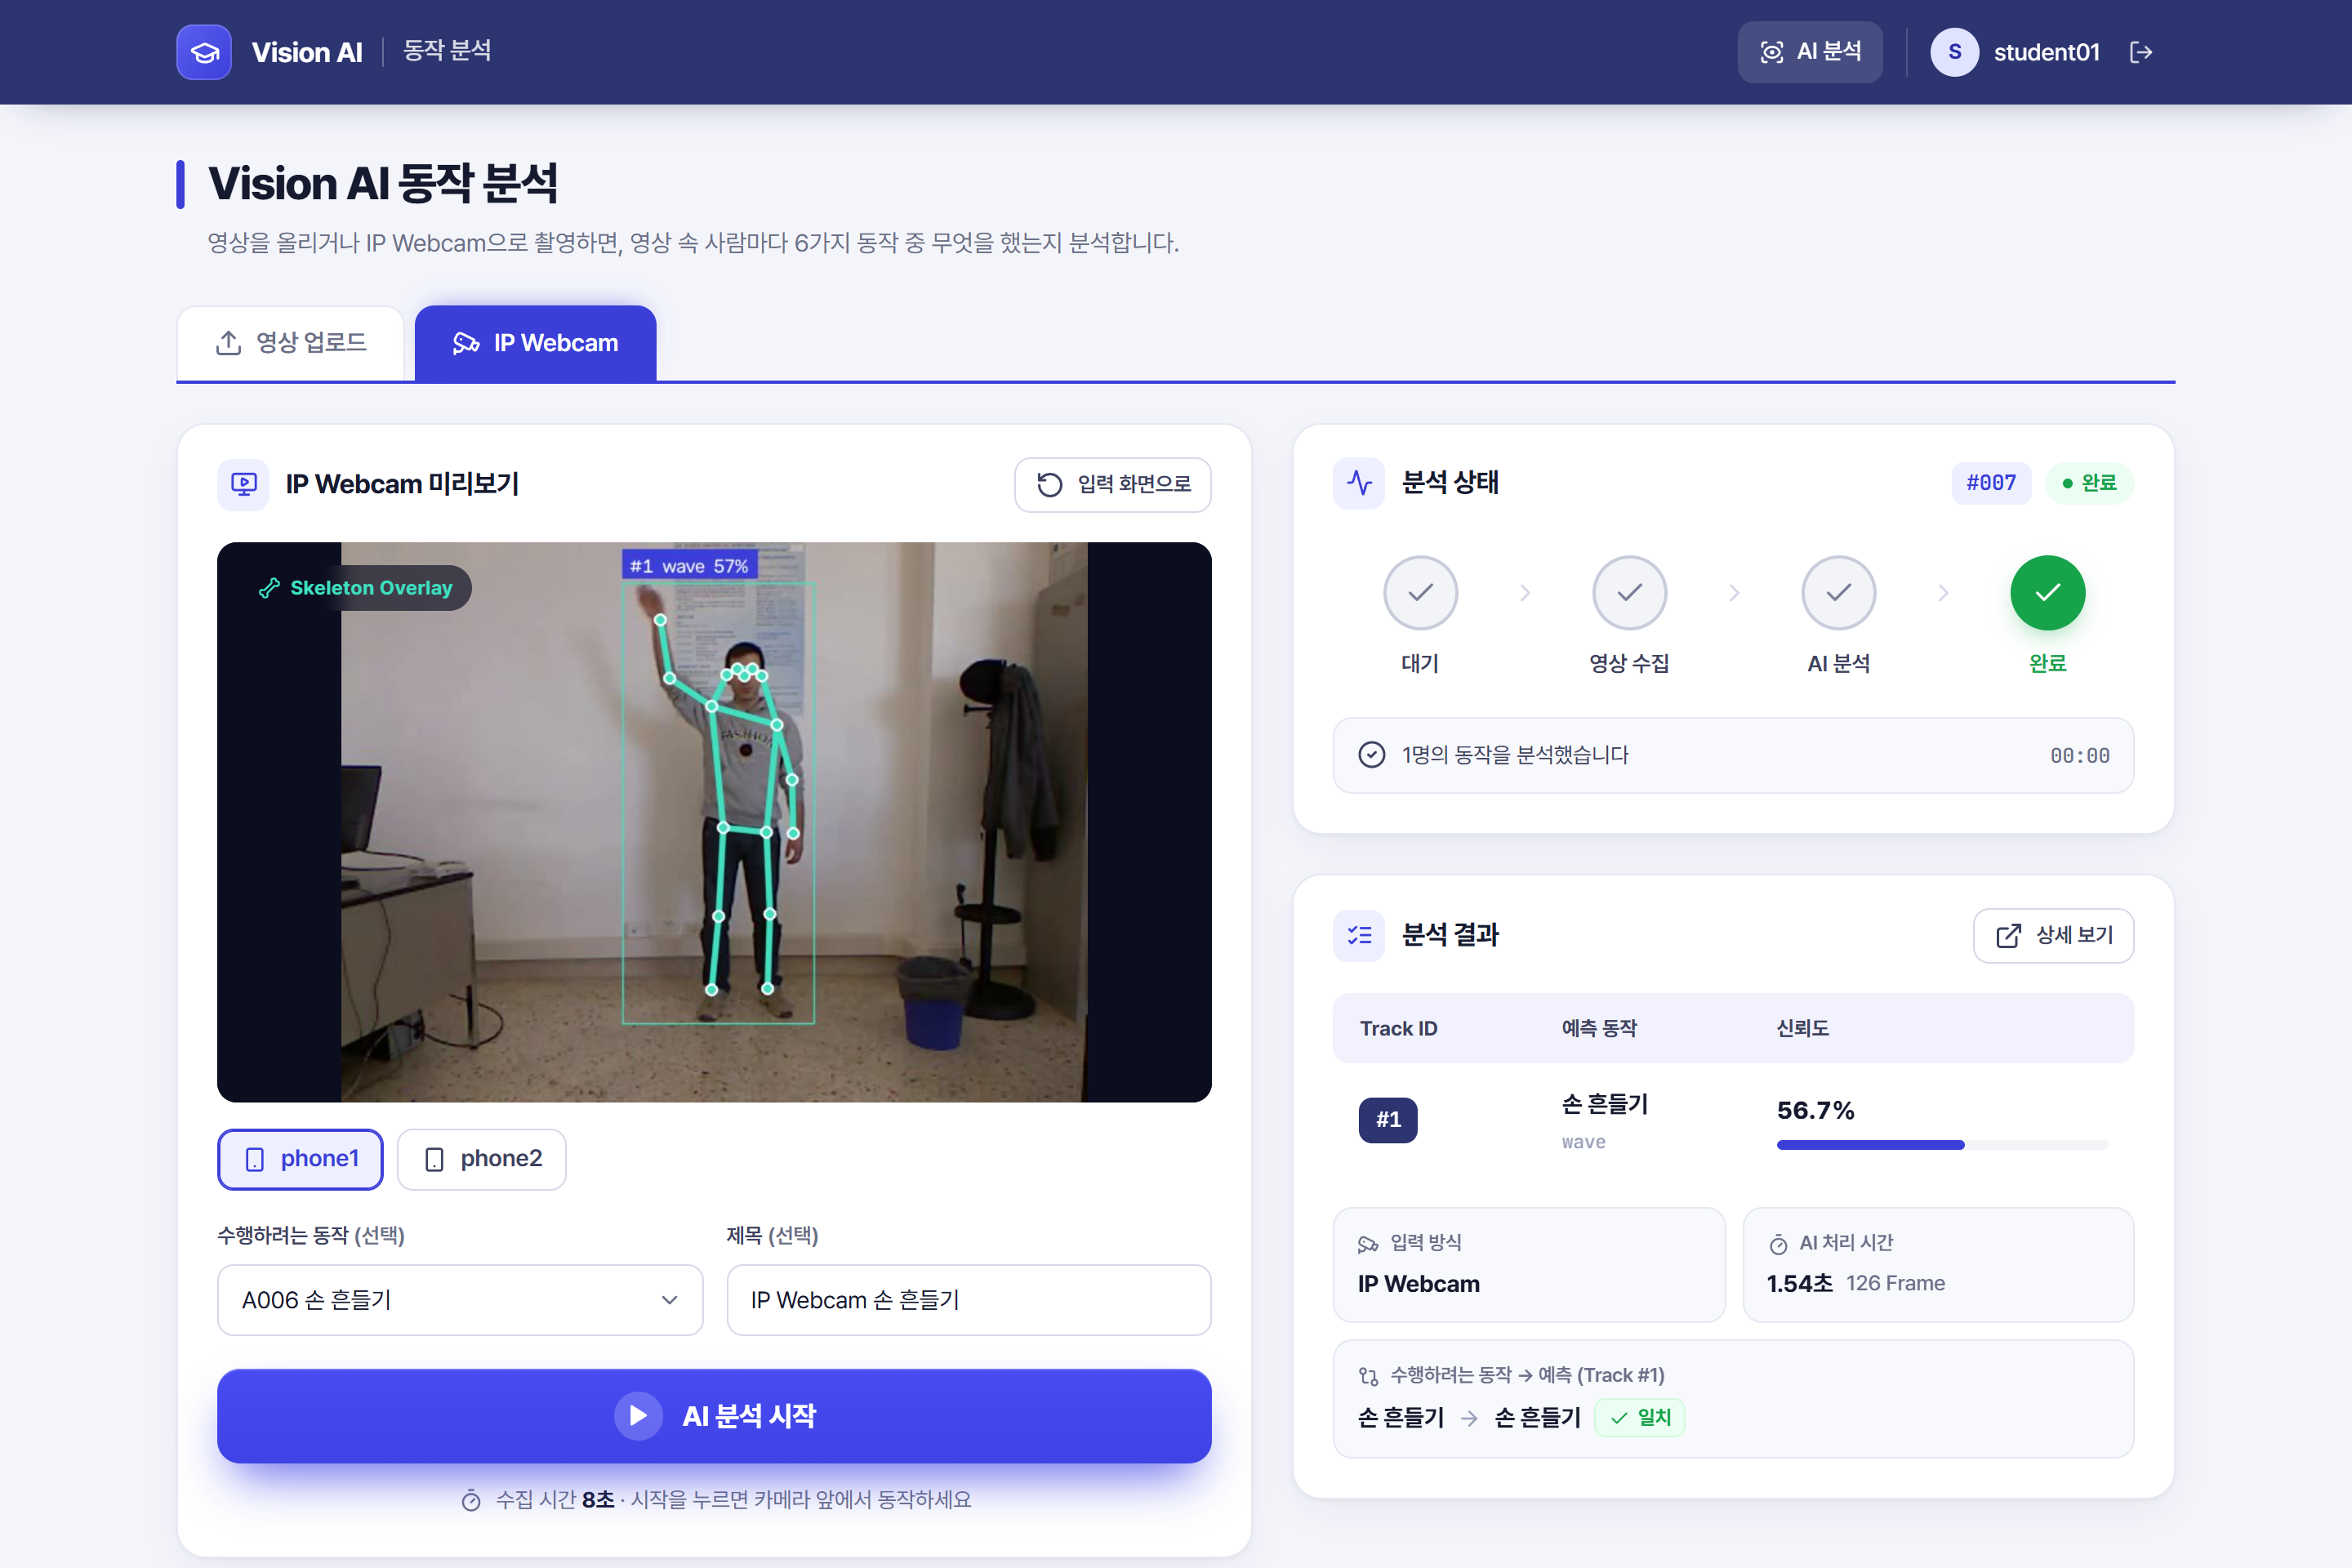 Vision AI | 동작 분석
AI 분석
S student01
Vision AI 동작 분석
영상을 올리거나 IP Webcam으로 촬영하면, 영상 속 사람마다 6가지 동작 중 무엇을 했는지 분석합니다.
영상 업로드
IP Webcam
IP Webcam 미리보기
입력 화면으로
Skeleton Overlay
#1 wave 57%
FASHION
phone1
phone2
수행하려는 동작 (선택)
제목 (선택)
A006 손 흔들기
IP Webcam 손 흔들기
AI 분석 시작
수집 시간 8초 · 시작을 누르면 카메라 앞에서 동작하세요
분석 상태
#007
완료
대기
영상 수집
AI 분석
완료
1명의 동작을 분석했습니다
00:00
분석 결과
상세 보기
Track ID
예측 동작
신뢰도
#1
손 흔들기
wave
56.7%
입력 방식
IP Webcam
AI 처리 시간
1.54초 126 Frame
수행하려는 동작 → 예측 (Track #1)
손 흔들기 → 손 흔들기 일치